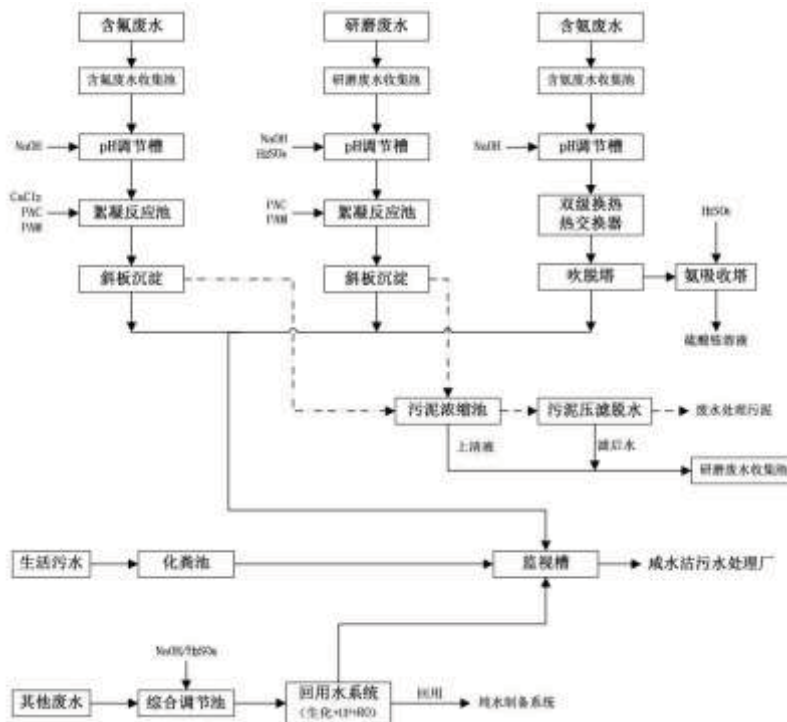 含氟废水
研磨废水
含氨废水
含氟废水收集池
研磨废水收集池
含氨废水收集池
NaOH
pH调节槽
NaOH
H₂SO₄
pH调节槽
NaOH
pH调节槽
CaCl₂
PAC
PAM
絮凝反应池
PAC
PAM
絮凝反应池
双级换热
热交换器
H₂SO₄
斜板沉淀
斜板沉淀
吹脱塔
氨吸收塔
硫酸铵溶液
污泥浓缩池
污泥压滤脱水
废水处理污泥
上清液
滤后水
研磨废水收集池
生活污水
化粪池
监视槽
咸水沽污水处理厂
NaOH/H₂SO₄
其他废水
综合调节池
回用水系统
(生化+UF+RO)
回用
纯水制备系统